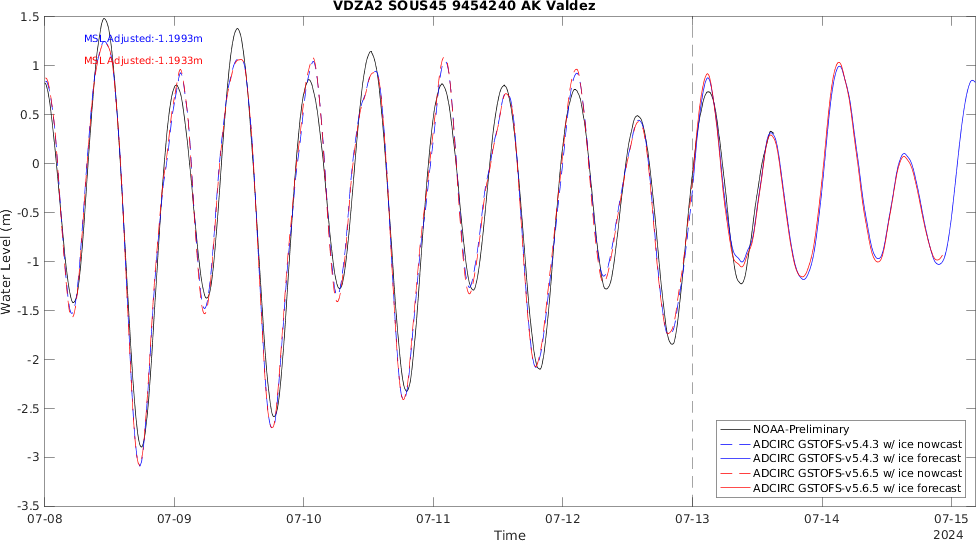 VDZA2 SOUS45 9454240 AK Valdez
MSL Adjusted:-1.1993m
MSL Adjusted:-1.1933m
1.5
1
0.5
0
-0.5
-1
-1.5
-2
-2.5
-3
-3.5
Water Level (m)
07-08
07-09
07-10
07-11
07-12
07-13
07-14
07-15
Time
2024
NOAA-Preliminary
ADCIRC GSTOFS-v5.4.3 w/ ice nowcast
ADCIRC GSTOFS-v5.4.3 w/ ice forecast
ADCIRC GSTOFS-v5.6.5 w/ ice nowcast
ADCIRC GSTOFS-v5.6.5 w/ ice forecast